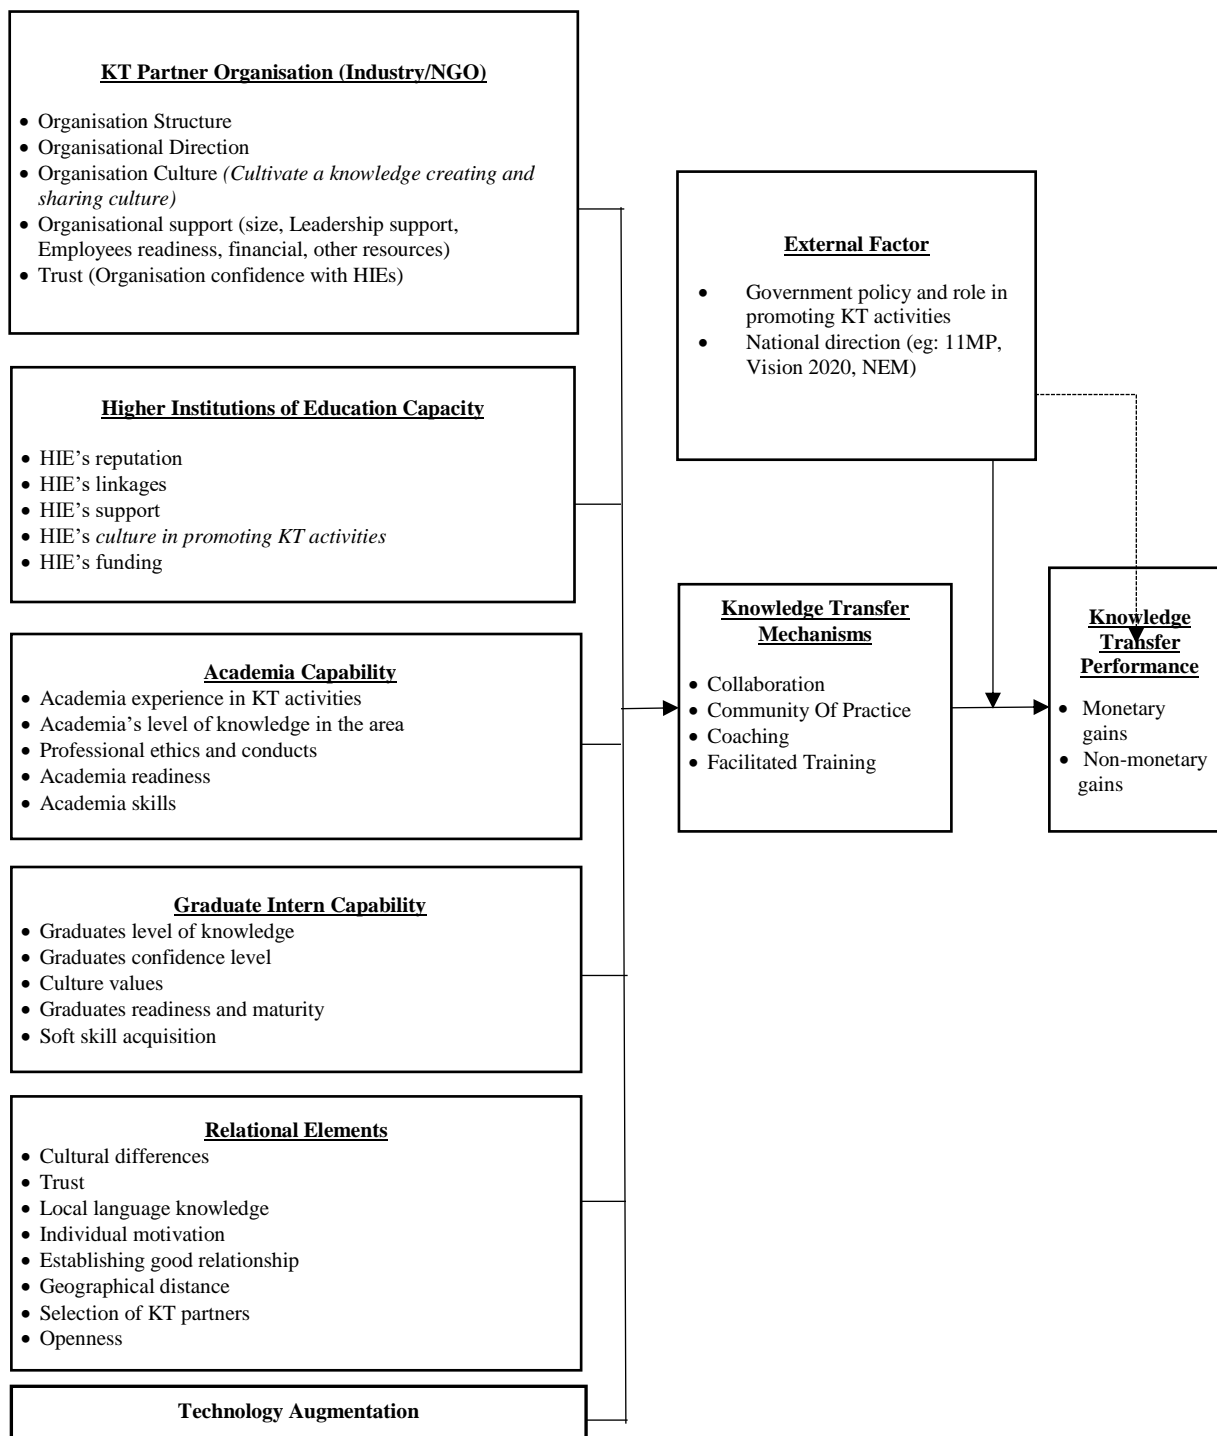 KT Partner Organisation (Industry/NGO)
• Organisation Structure
• Organisational Direction
• Organisation Culture (Cultivate a knowledge creating and
sharing culture)
• Organisational support (size, Leadership support,
Employees readiness, financial, other resources)
• Trust (Organisation confidence with HIEs)
Higher Institutions of Education Capacity
• HIE’s reputation
• HIE’s linkages
• HIE’s support
• HIE’s culture in promoting KT activities
• HIE’s funding
Academia Capability
• Academia experience in KT activities
• Academia’s level of knowledge in the area
• Professional ethics and conducts
• Academia readiness
• Academia skills
Graduate Intern Capability
• Graduates level of knowledge
• Graduates confidence level
• Culture values
• Graduates readiness and maturity
• Soft skill acquisition
Relational Elements
• Cultural differences
• Trust
• Local language knowledge
• Individual motivation
• Establishing good relationship
• Geographical distance
• Selection of KT partners
• Openness
Technology Augmentation
External Factor
• Government policy and role in
promoting KT activities
• National direction (eg: 11MP,
Vision 2020, NEM)
Knowledge Transfer
Mechanisms
• Collaboration
• Community Of Practice
• Coaching
• Facilitated Training
Knowledge
Transfer
Performance
• Monetary
gains
• Non-monetary
gains